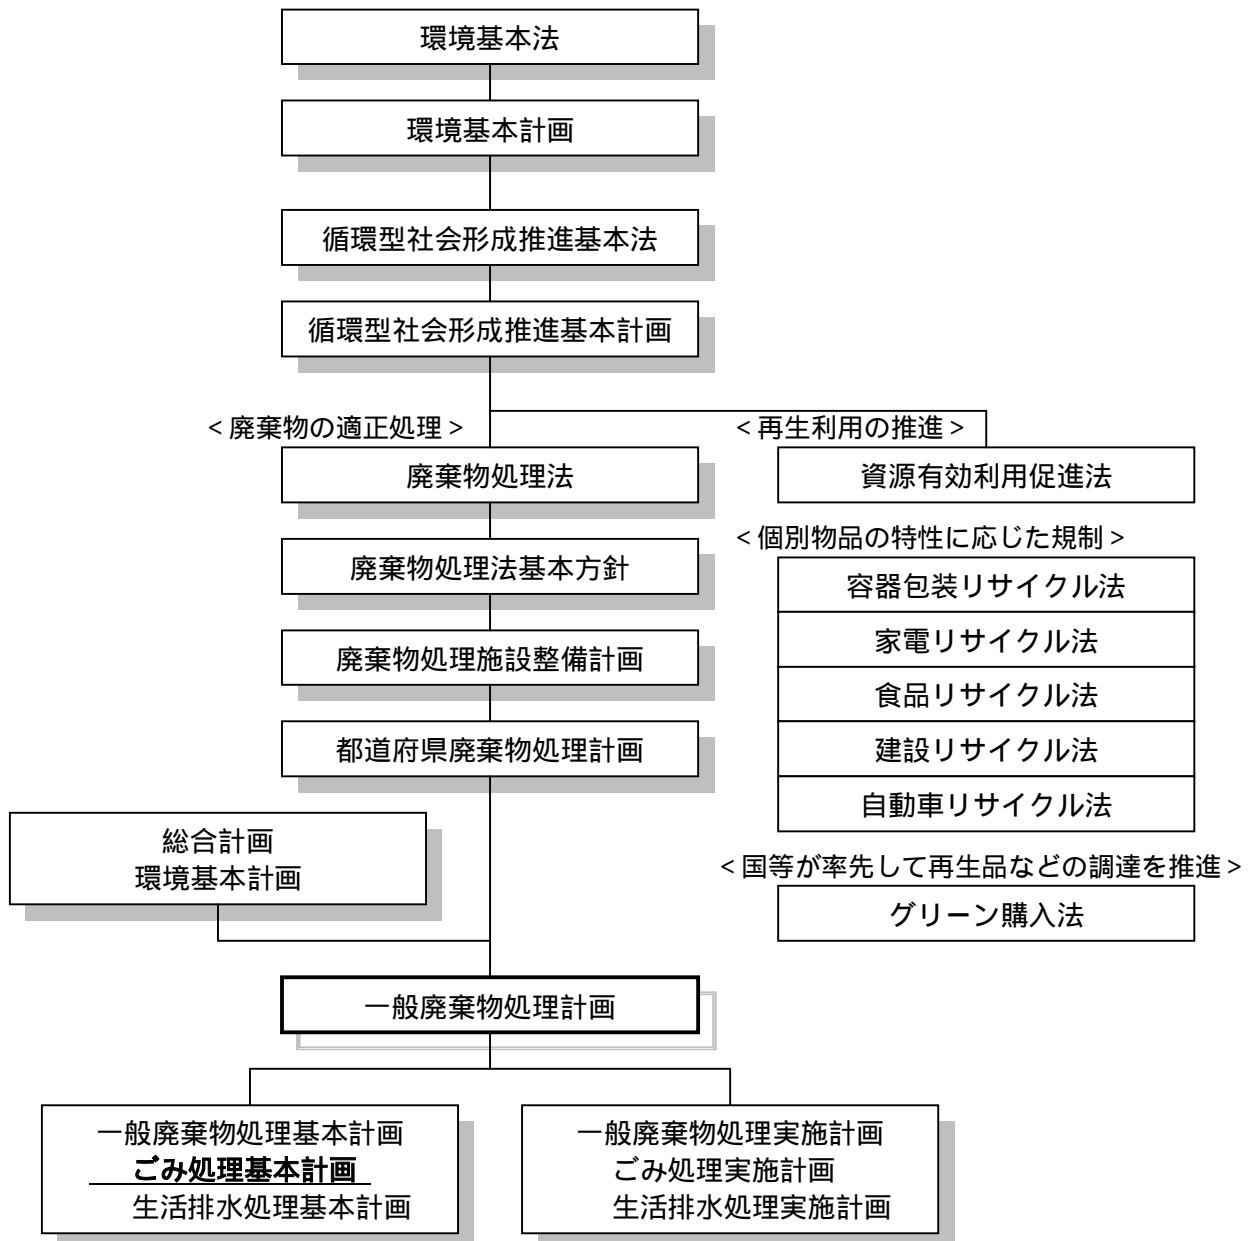 環境基本法
環境基本計画
循環型社会形成推進基本法
循環型社会形成推進基本計画
<廃棄物の適正処理>
<再生利用の推進>
廃棄物処理法
資源有効利用促進法
廃棄物処理法基本方針
<個別物品の特性に応じた規制>
容器包装リサイクル法
廃棄物処理施設整備計画
家電リサイクル法
食品リサイクル法
都道府県廃棄物処理計画
建設リサイクル法
自動車リサイクル法
総合計画
環境基本計画
<国等が率先して再生品などの調達を推進>
グリーン購入法
一般廃棄物処理計画
一般廃棄物処理基本計画
ごみ処理基本計画
生活排水処理基本計画
一般廃棄物処理実施計画
ごみ処理実施計画
生活排水処理実施計画